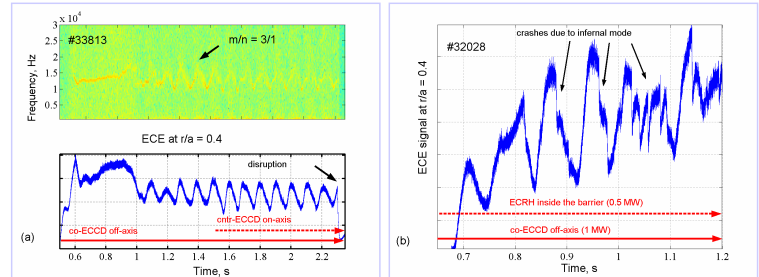 3 x 10⁴
#33813
m/n = 3/1
2.5
2
1.5
1
0.5
Frequency, Hz
ECE at r/a = 0.4
disruption
cntr-ECCD on-axis
co-ECCD off-axis
(a)
0.6 0.8 1 1.2 1.4 1.6 1.8 2 2.2
Time, s
crashes due to infernal mode
#32028
ECE signal at r/a = 0.4
ECRH inside the barrier (0.5 MW)
co-ECCD off-axis (1 MW)
(b)
0.7 0.8 0.9 1 1.1 1.2
Time, s